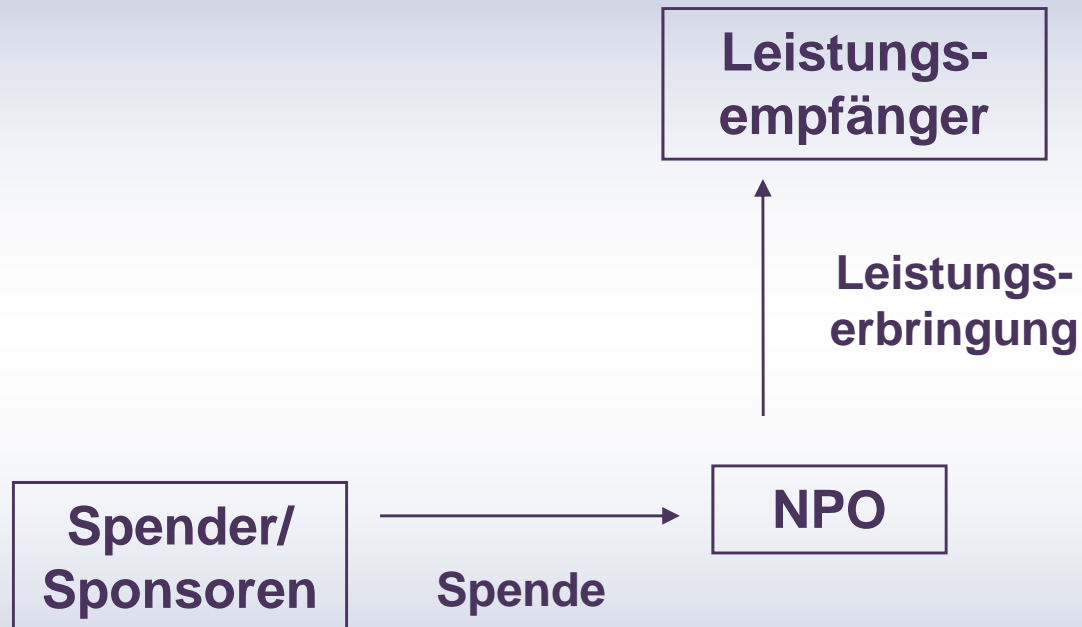 Leistungs-
empfänger
Leistungs-
erbringung
Spender/
Sponsoren
Spende
NPO